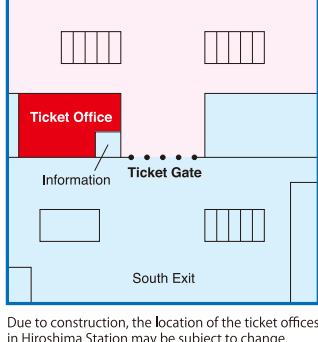 Ticket Office
Information
Ticket Gate
South Exit
Due to construction, the location of the ticket offices
in Hiroshima Station may be subject to change.